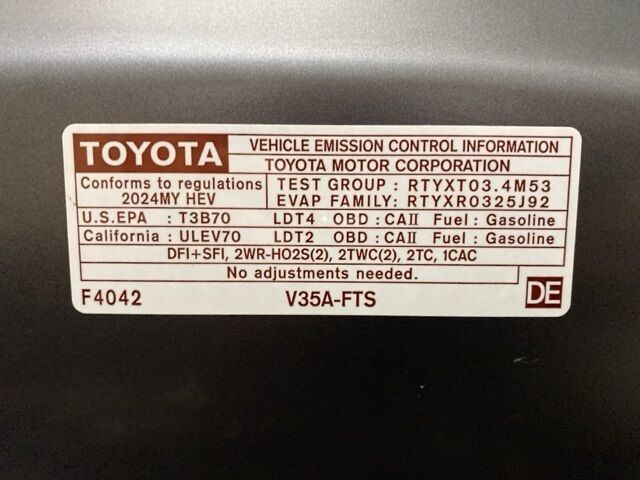 TOYOTA
VEHICLE EMISSION CONTROL INFORMATION
TOYOTA MOTOR CORPORATION
Conforms to regulations
2024MY HEV
TEST GROUP : RTYXT03.4M53
EVAP FAMILY: RTYXR0325J92
U.S.EPA : T3B70 LDT4 OBD : CAII Fuel : Gasoline
California : ULEV70 LDT2 OBD : CAII Fuel : Gasoline
DFI+SFI, 2WR-HO2S(2), 2TWC(2), 2TC, 1CAC
No adjustments needed.
F4042 V35A-FTS DE